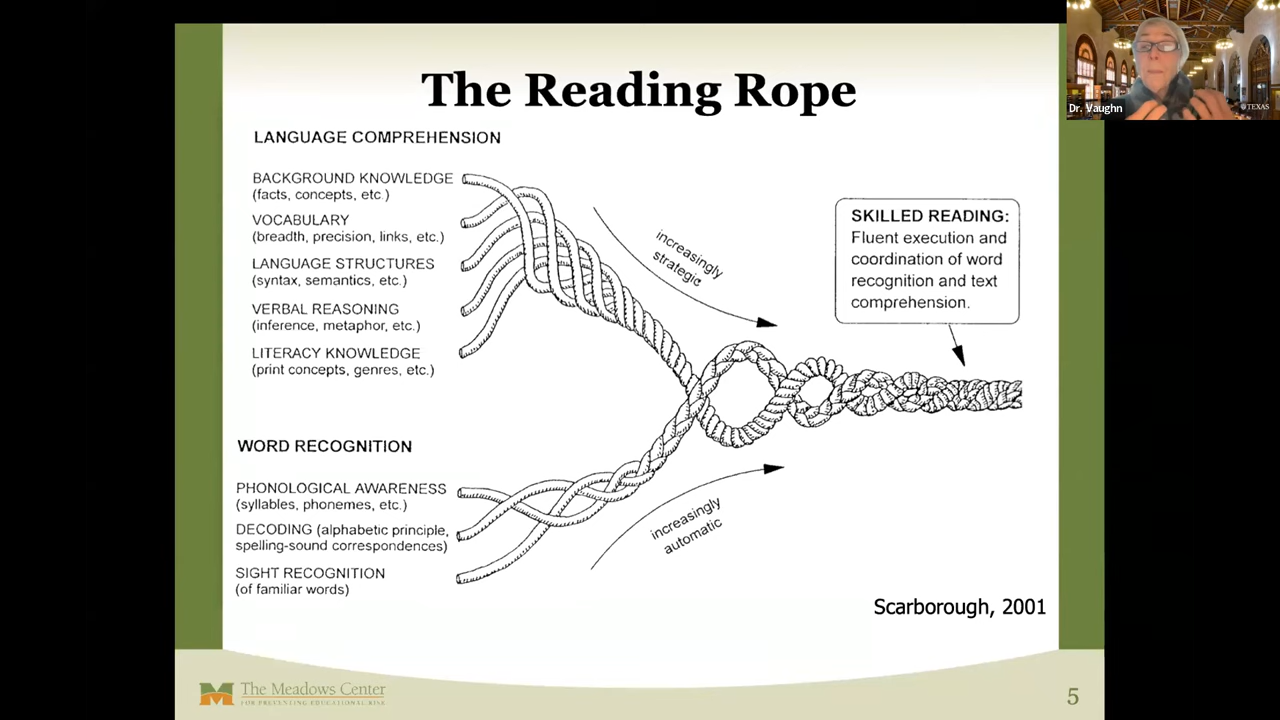 The Reading Rope
LANGUAGE COMPREHENSION
BACKGROUND KNOWLEDGE
(facts, concepts, etc.)
VOCABULARY
(breadth, precision, links, etc.)
LANGUAGE STRUCTURES
(syntax, semantics, etc.)
VERBAL REASONING
(inference, metaphor, etc.)
LITERACY KNOWLEDGE
(print concepts, genres, etc.)
increasingly
strategic
SKILLED READING:
Fluent execution and
coordination of word
recognition and text
comprehension.
WORD RECOGNITION
PHONOLOGICAL AWARENESS
(syllables, phonemes, etc.)
DECODING (alphabetic principle,
spelling-sound correspondences)
SIGHT RECOGNITION
(of familiar words)
increasingly
automatic
Scarborough, 2001
The Meadows Center
FOR PREVENTING EDUCATIONAL RISK
5
Dr. Vaughn
TEXAS